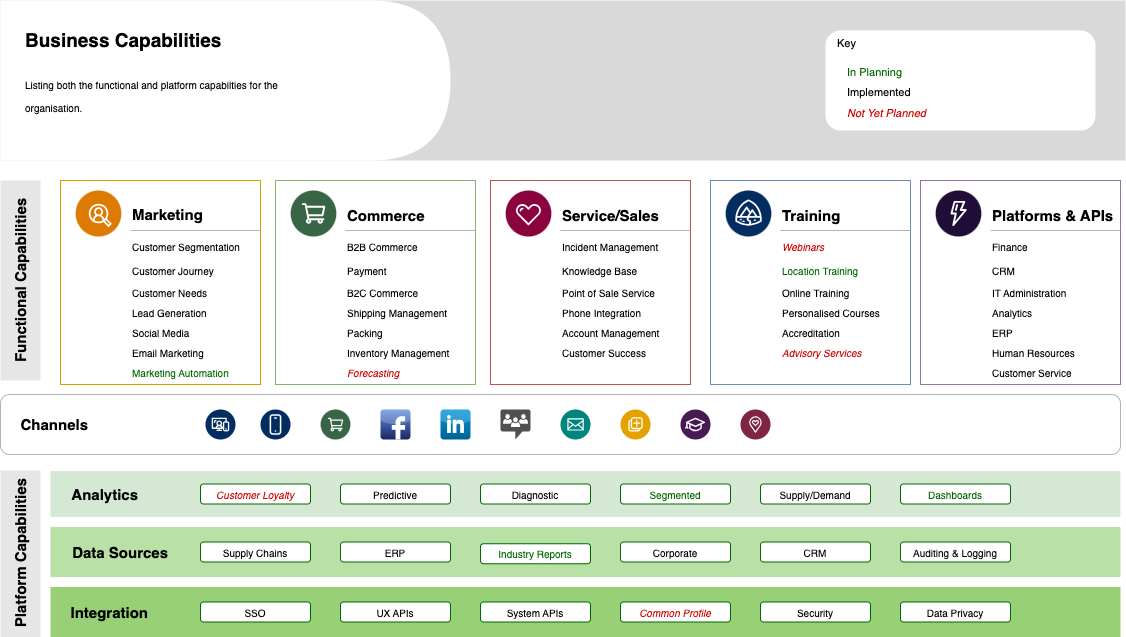 Business Capabilities
Listing both the functional and platform capabilties for the
organisation.
Key
In Planning
Implemented
Not Yet Planned
Functional Capabilities
Marketing
Customer Segmentation
Customer Journey
Customer Needs
Lead Generation
Social Media
Email Marketing
Marketing Automation
Commerce
B2B Commerce
Payment
B2C Commerce
Shipping Management
Packing
Inventory Management
Forecasting
Service/Sales
Incident Management
Knowledge Base
Point of Sale Service
Phone Integration
Account Management
Customer Success
Training
Webinars
Location Training
Online Training
Personalised Courses
Accreditation
Advisory Services
Platforms & APIs
Finance
CRM
IT Administration
Analytics
ERP
Human Resources
Customer Service
Channels
f
in
Platform Capabilities
Analytics
Customer Loyalty
Predictive
Diagnostic
Segmented
Supply/Demand
Dashboards
Data Sources
Supply Chains
ERP
Industry Reports
Corporate
CRM
Auditing & Logging
Integration
SSO
UX APIs
System APIs
Common Profile
Security
Data Privacy